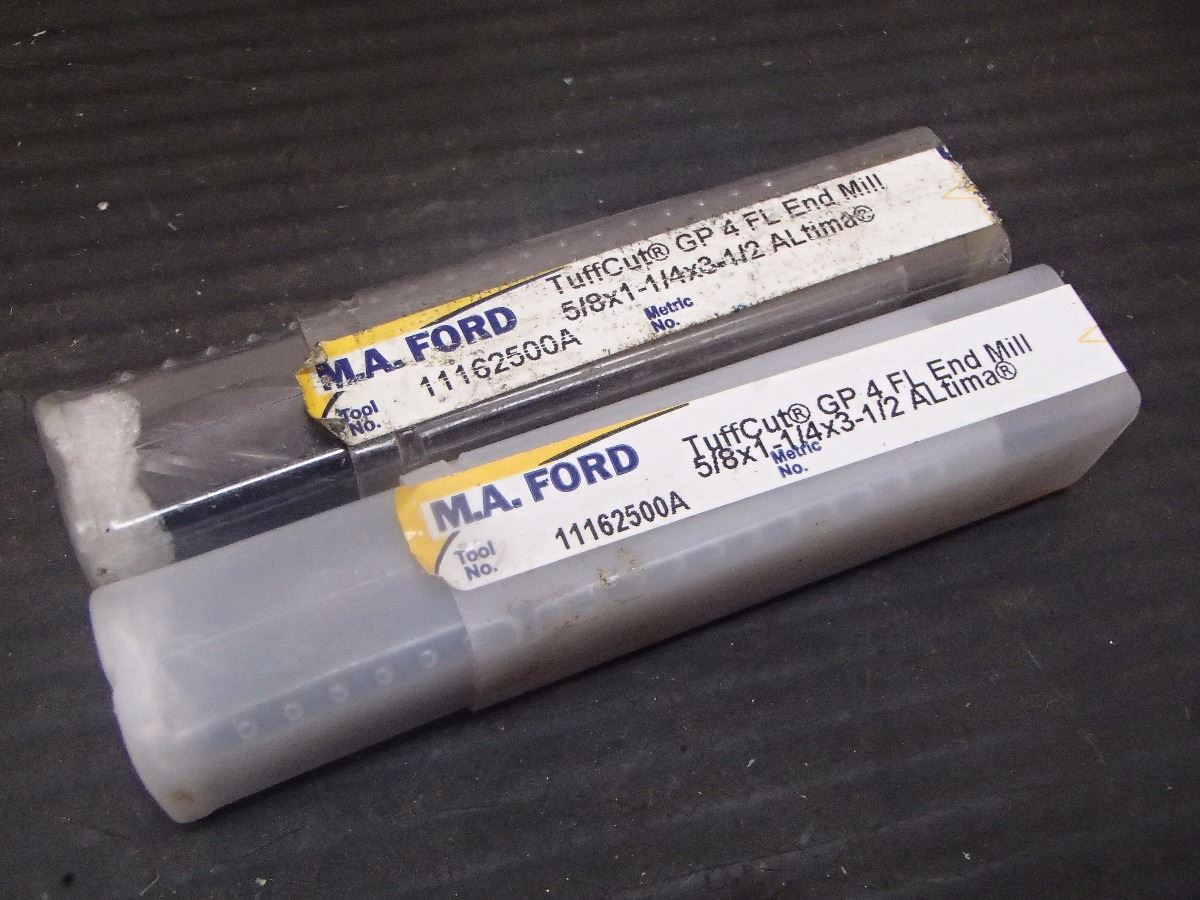 TuffCut® GP 4 FL End Mill
5/8x1-1/4x3-1/2 ALtima®
M.A. FORD
Metric
No.
Tool
No.
11162500A
TuffCut® GP 4 FL End Mill
5/8x1-1/4x3-1/2 ALtima®
M.A. FORD
Metric
No.
Tool
No.
11162500A